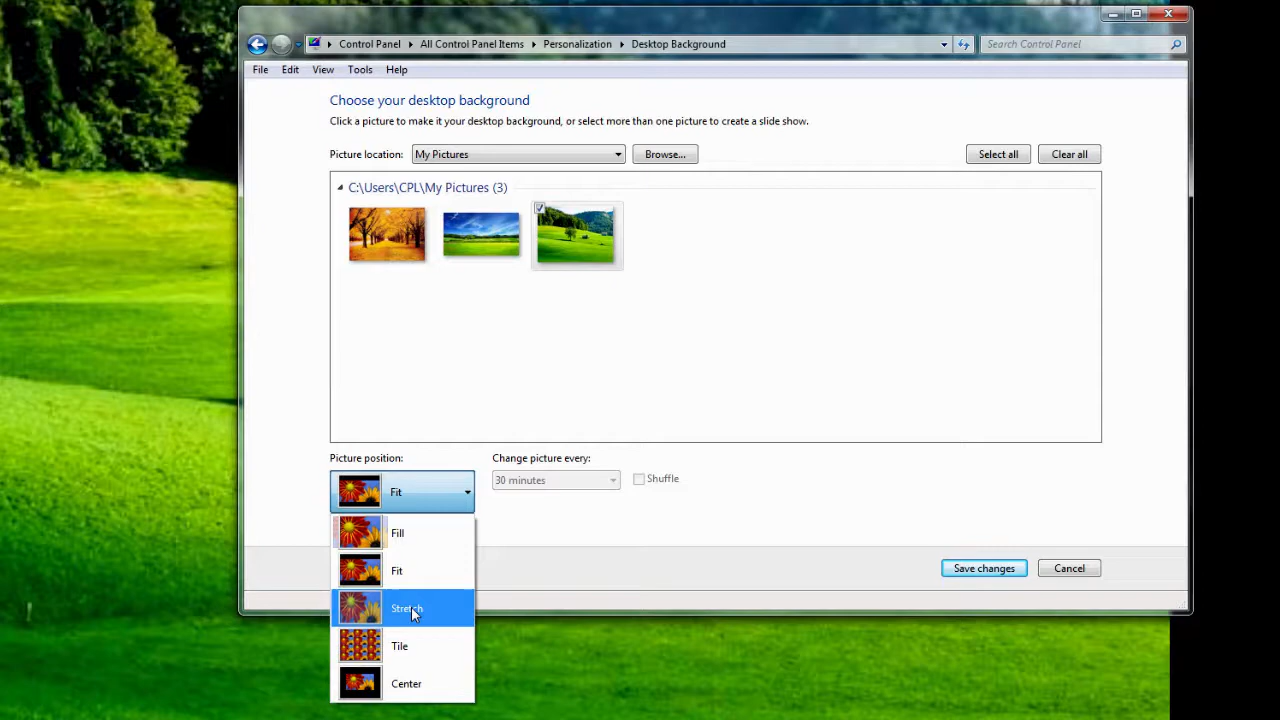 Control Panel All Control Panel Items Personalization Desktop Background Search Control Panel
File Edit View Tools Help
Choose your desktop background
Click a picture to make it your desktop background, or select more than one picture to create a slide show.
Picture location: My Pictures Browse... Select all Clear all
C:\Users\CPL\My Pictures (3)
Picture position: Change picture every:
Fit 30 minutes Shuffle
Fill
Fit
Save changes Cancel
Stretch
Tile
Center